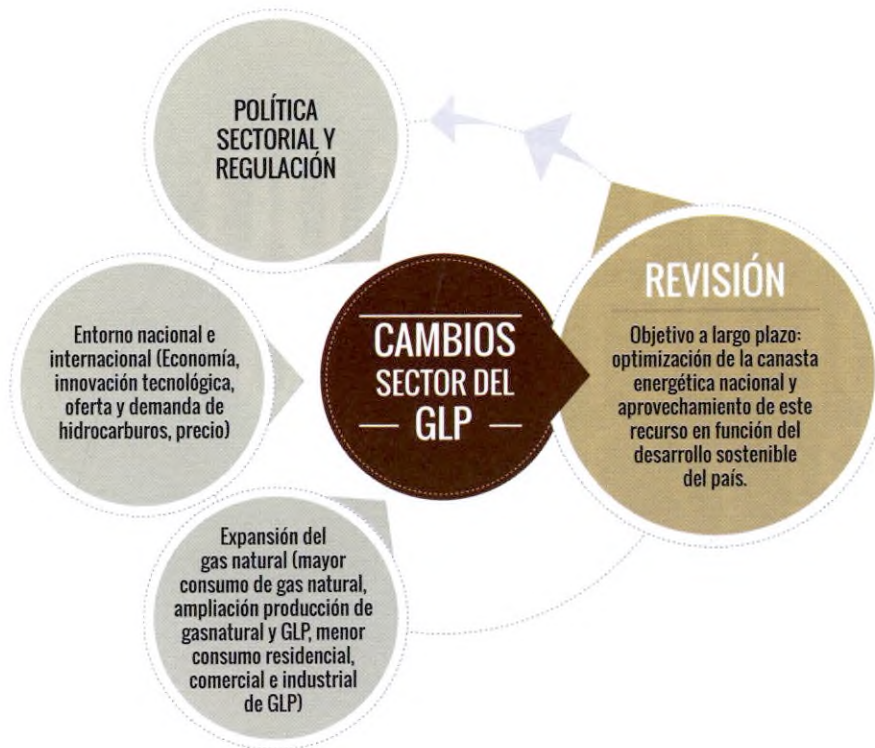 POLÍTICA
SECTORIAL Y
REGULACIÓN
Entorno nacional e
internacional (Economía,
innovación tecnológica,
oferta y demanda de
hidrocarburos, precio)
Expansión del
gas natural (mayor
consumo de gas natural,
ampliación producción de
gasnatural y GLP, menor
consumo residencial,
comercial e industrial
de GLP)
CAMBIOS
SECTOR DEL
GLP
REVISIÓN
Objetivo a largo plazo:
optimización de la canasta
energética nacional y
aprovechamiento de este
recurso en función del
desarrollo sostenible
del país.